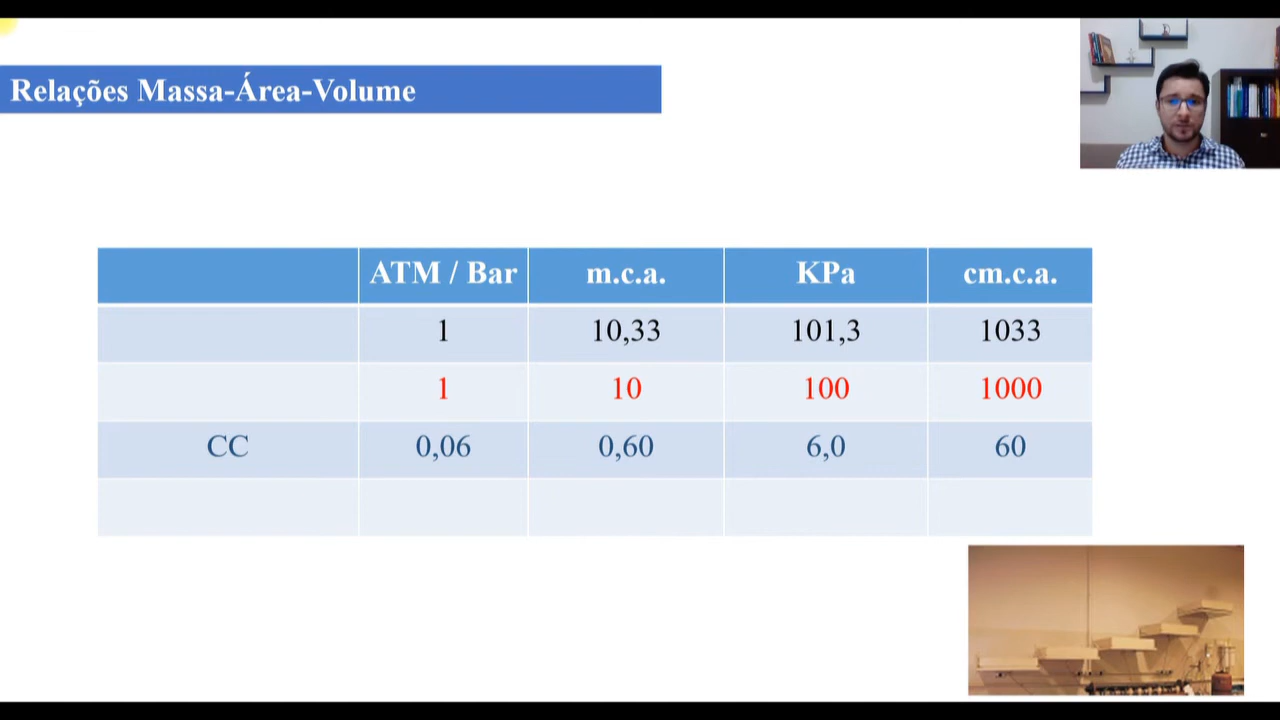 Relações Massa-Área-Volume
ATM / Bar m.c.a. KPa cm.c.a.
1 10,33 101,3 1033
1 10 100 1000
CC 0,06 0,60 6,0 60